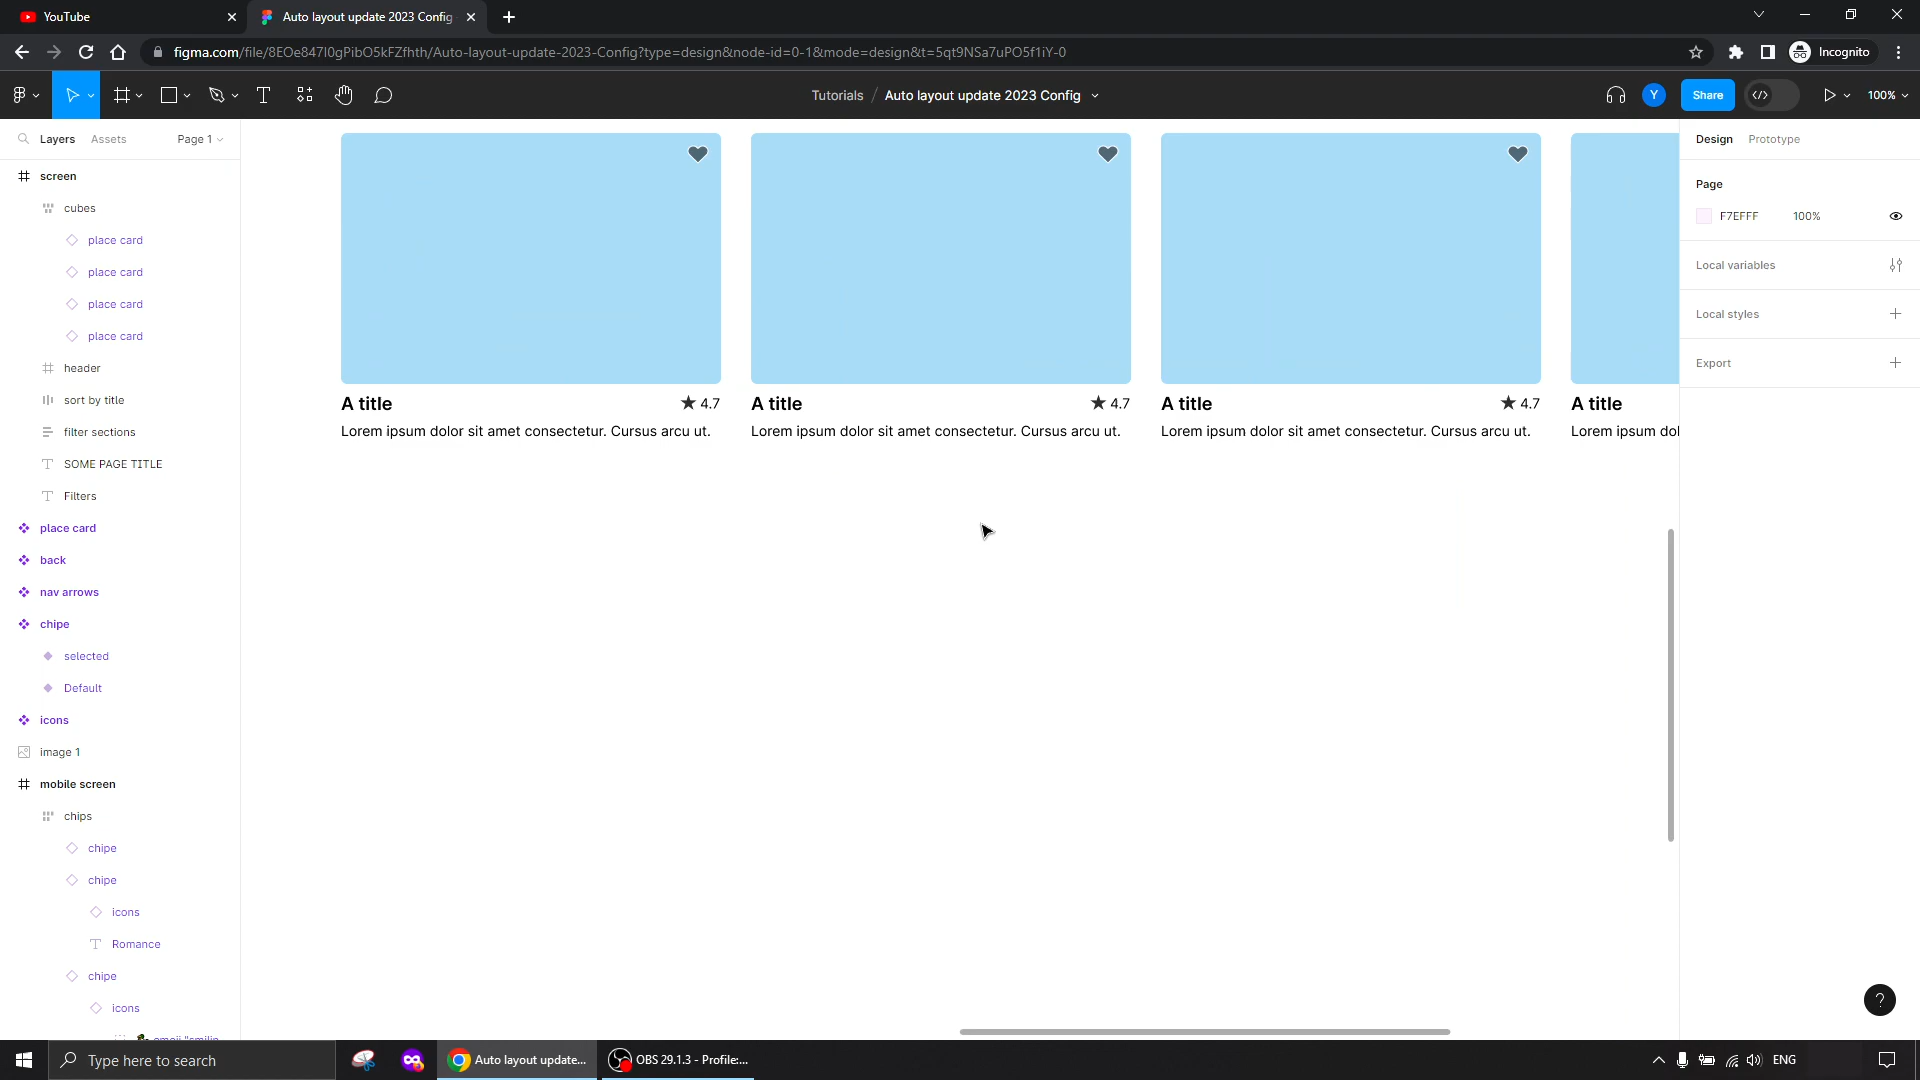 YouTube
Auto layout update 2023 Config
figma.com/file/8EOe847I0gPibO5kFZfhth/Auto-layout-update-2023-Config?type=design&node-id=0-1&mode=design&t=5qt9NSa7uPO5f1iY-0
Incognito
Tutorials / Auto layout update 2023 Config
Y
Share
100%
Layers
Assets
Page 1
Design
Prototype
screen
cubes
place card
place card
place card
place card
header
sort by title
filter sections
SOME PAGE TITLE
Filters
place card
back
nav arrows
chipe
selected
Default
icons
image 1
mobile screen
chips
chipe
chipe
icons
Romance
chipe
icons
A title
★ 4.7
Lorem ipsum dolor sit amet consectetur. Cursus arcu ut.
A title
★ 4.7
Lorem ipsum dolor sit amet consectetur. Cursus arcu ut.
A title
★ 4.7
Lorem ipsum dolor sit amet consectetur. Cursus arcu ut.
A title
Lorem ipsum dol
Page
F7EFFF 100%
Local variables
Local styles
Export
?
Type here to search
Auto layout update...
OBS 29.1.3 - Profile:...
ENG